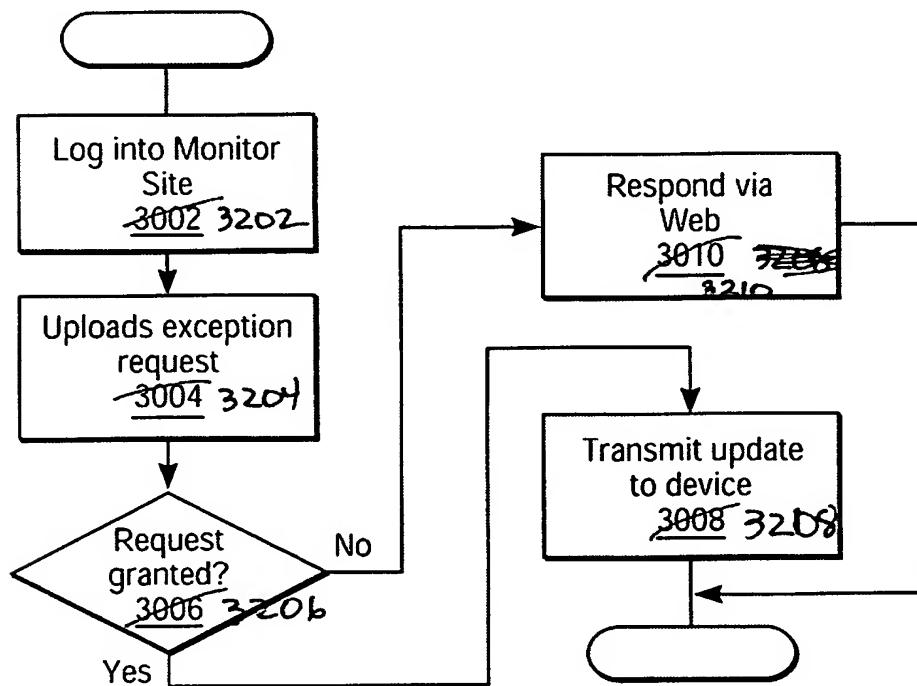 Log into Monitor
Site
3002 3202
Uploads exception
request
3004 3204
Request
granted?
3006 3206
No
Yes
Respond via
Web
3010
3210
Transmit update
to device
3008 3208